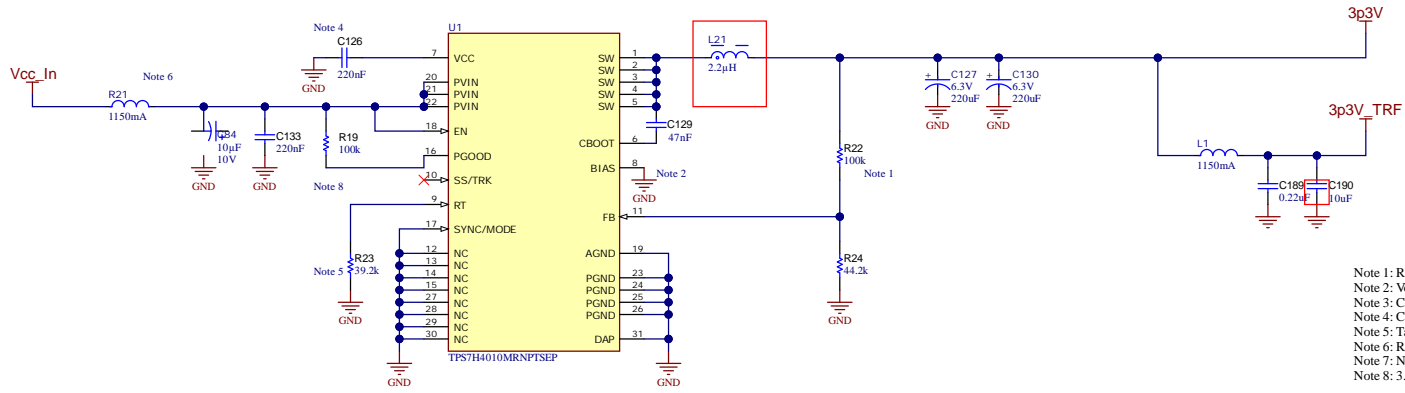 3p3V
Vcc_In
Note 6
R21
1150mA
C84
10µF
10V
GND
C133
220nF
GND
R19
100k
Note 4
C126
220nF
GND
Note 8
Note 5
R23
39.2k
GND
U1
7 VCC
20 PVIN
21 PVIN
22 PVIN
18 EN
16 PGOOD
10 SS/TRK
9 RT
17 SYNC/MODE
12 NC
13 NC
14 NC
15 NC
27 NC
28 NC
29 NC
30 NC
SW 1
SW 2
SW 3
SW 4
SW 5
CBOOT 6
BIAS 8
FB 11
AGND 19
PGND 23
PGND 24
PGND 25
PGND 26
DAP 31
TPS7H4010MRNPTSEP
GND
GND
L21
2.2µH
C129
47nF
Note 2
GND
R22
100k
Note 1
R24
44.2k
GND
C127
6.3V
220uF
GND
C130
6.3V
220uF
GND
3p3V_TRF
L1
1150mA
C189
0.22uF
GND
C190
10uF
GND
Note 1: R
Note 2: V
Note 3: C
Note 4: C
Note 5: Ta
Note 6: R
Note 7: N
Note 8: 3.